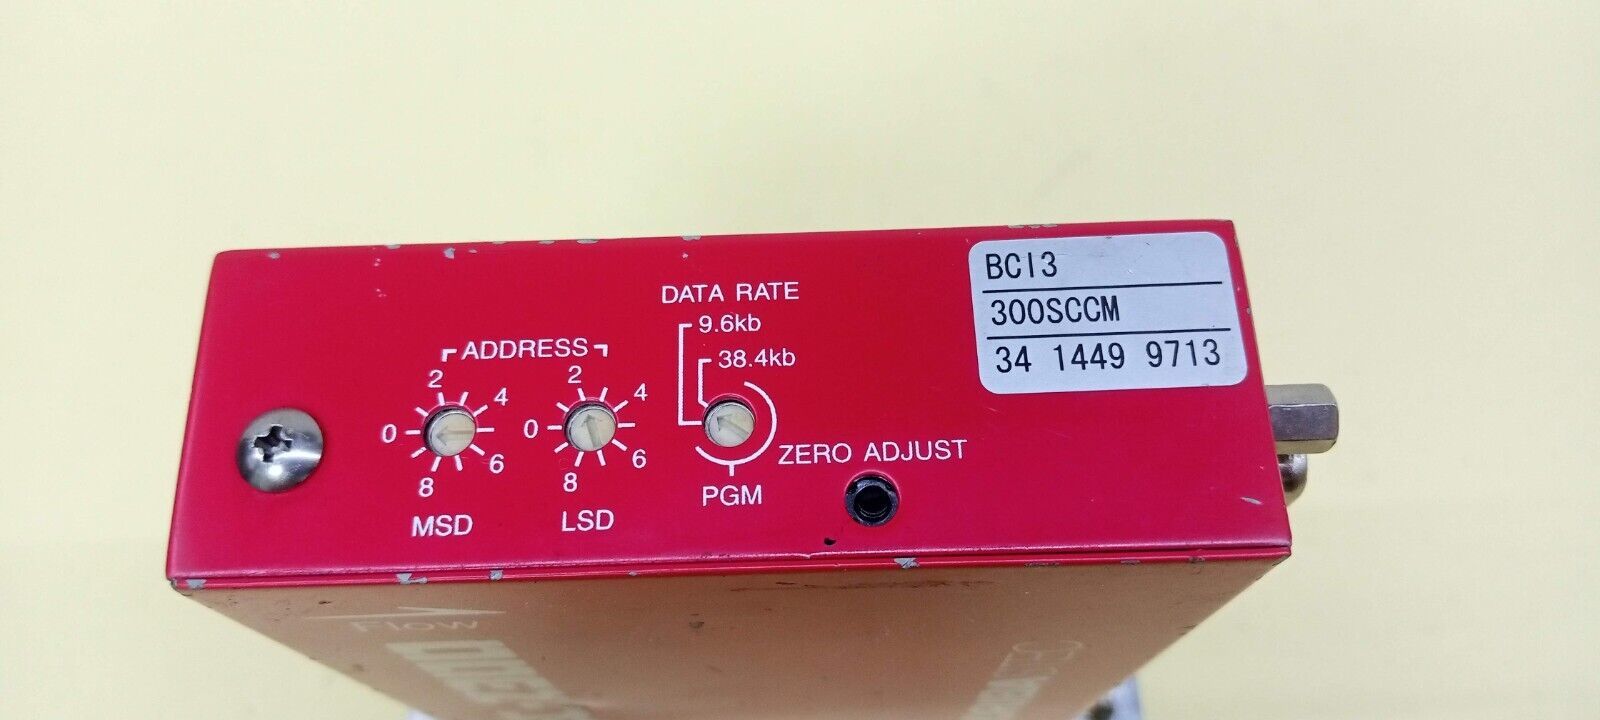 BCl3
300SCCM
34 1449 9713
DATA RATE
9.6kb
38.4kb
ADDRESS
2 4 2 4
0 0
8 6 8 6
ZERO ADJUST
PGM
MSD LSD
Flow